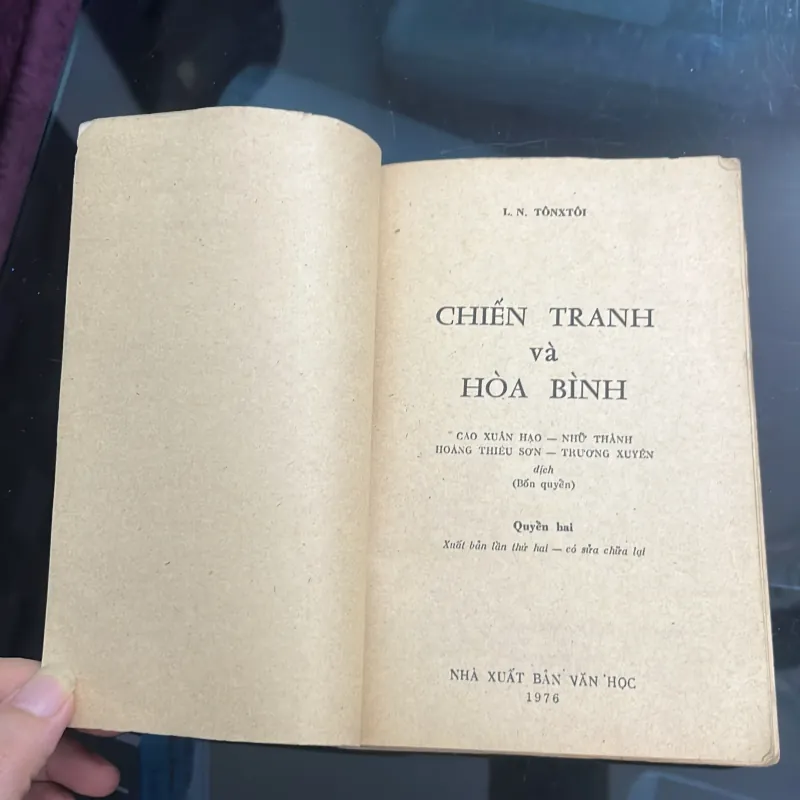 L. N. TÔNXTÔI
CHIẾN TRANH
và
HÒA BÌNH
CAO XUÂN HẠO — NHỮ THÀNH
HOÀNG THIẾU SƠN — TRƯỜNG XUYÊN
dịch
(Bốn quyển)
Quyển hai
Xuất bản lần thứ hai — có sửa chữa lại
NHÀ XUẤT BẢN VĂN HỌC
1976